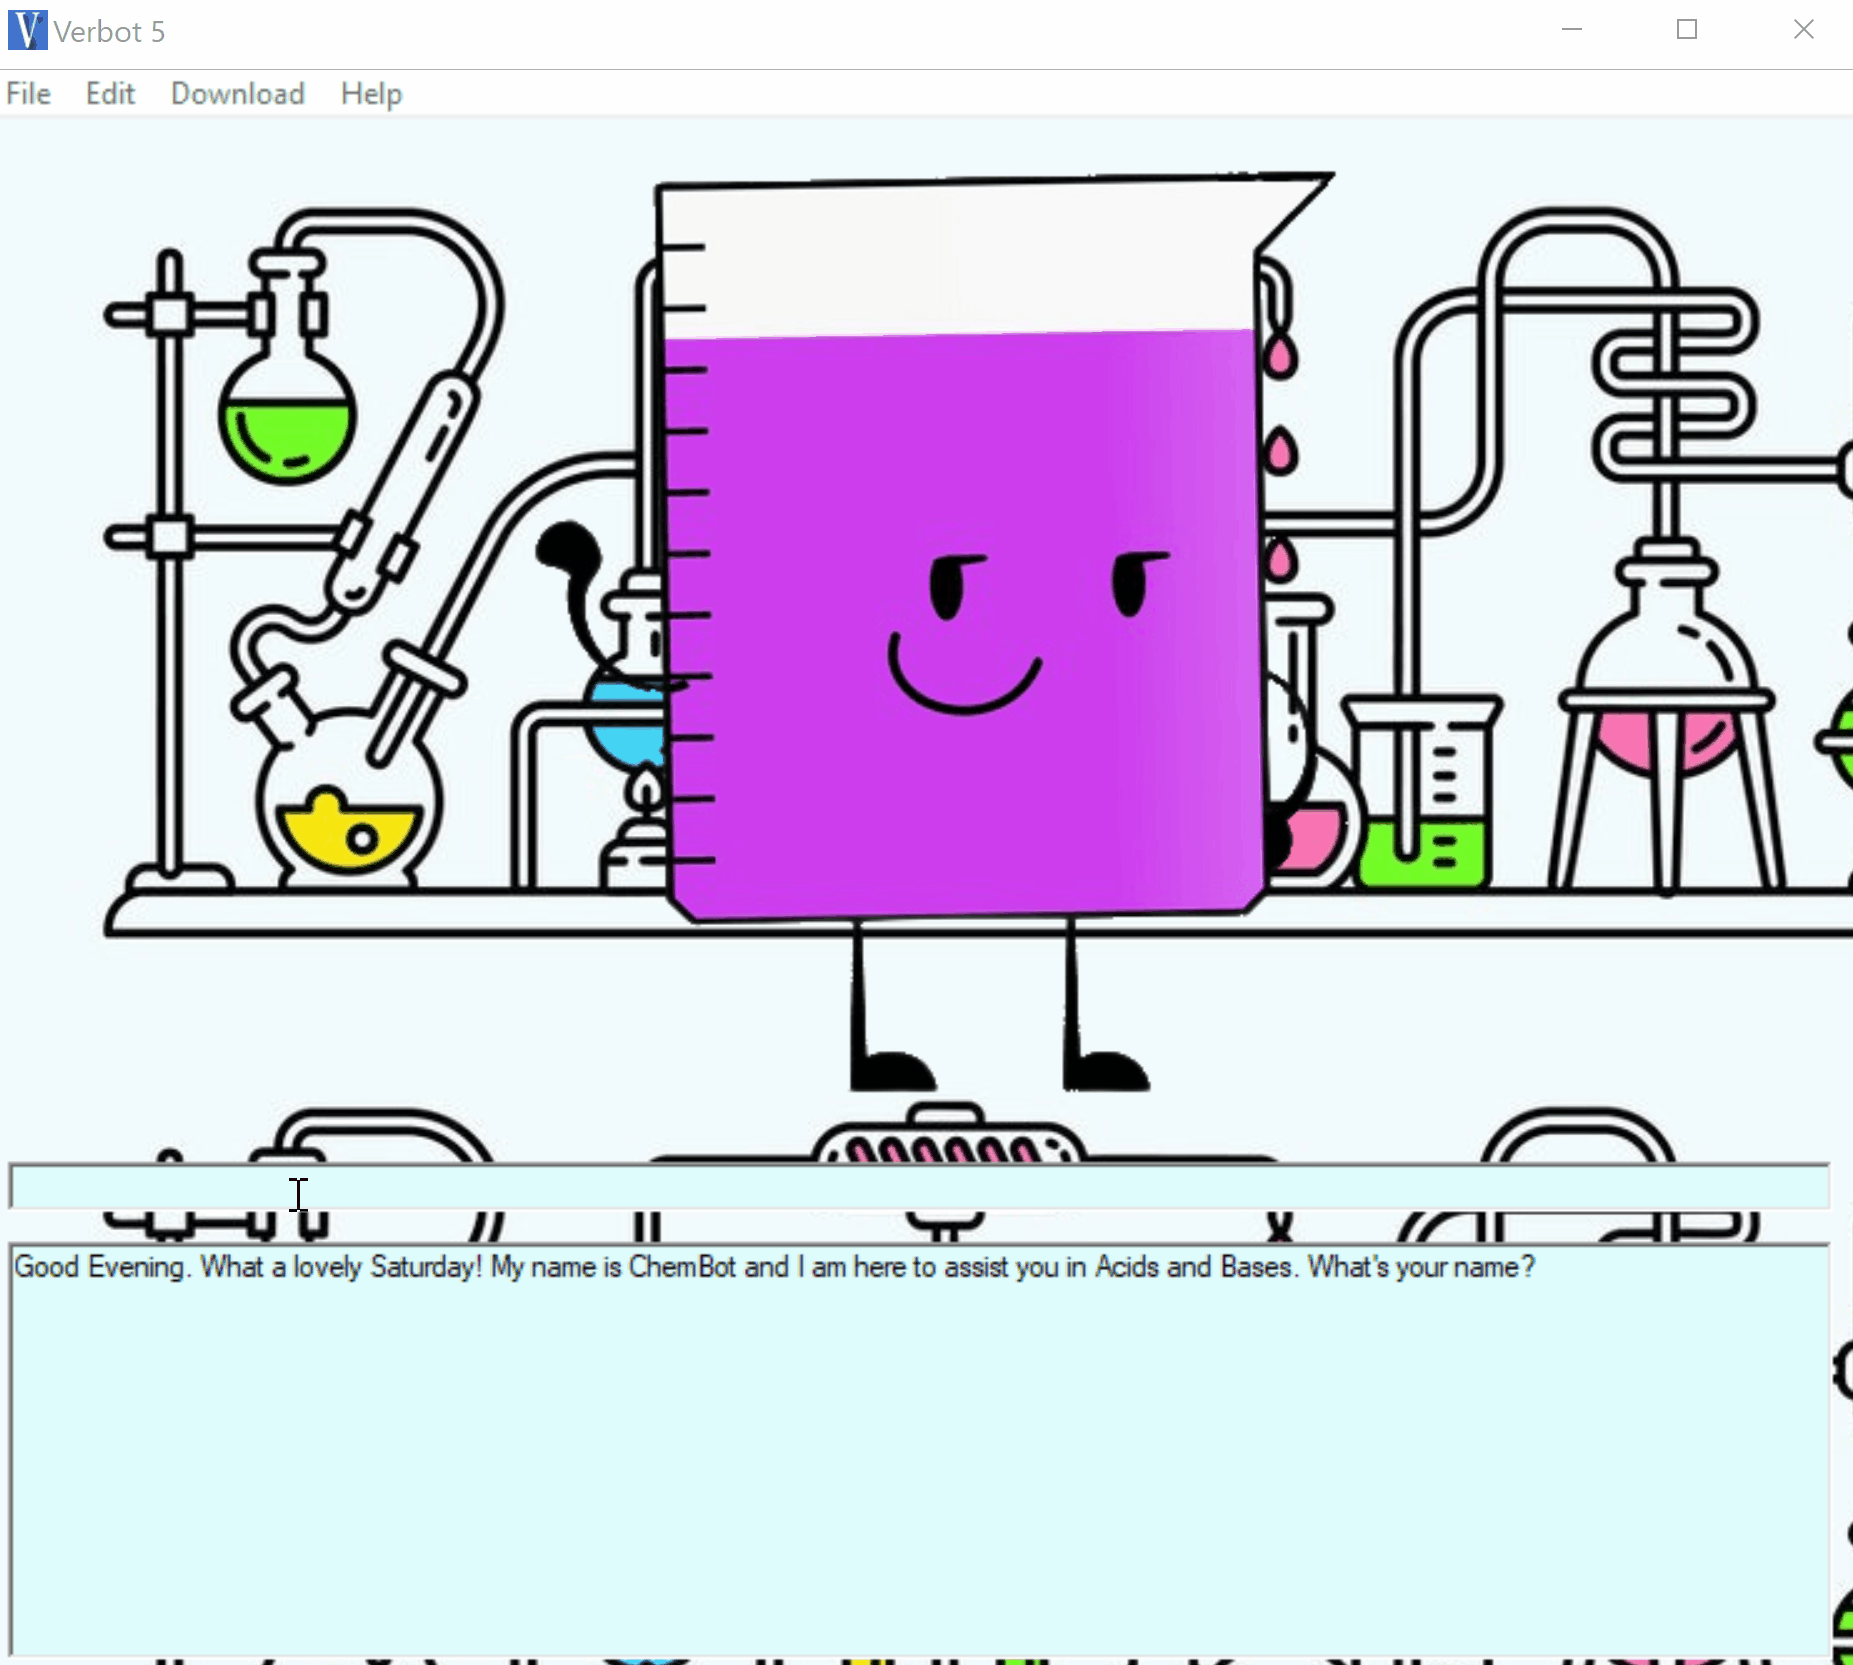 Verbot 5
File Edit Download Help
Good Evening. What a lovely Saturday! My name is ChemBot and I am here to assist you in Acids and Bases. What's your name?